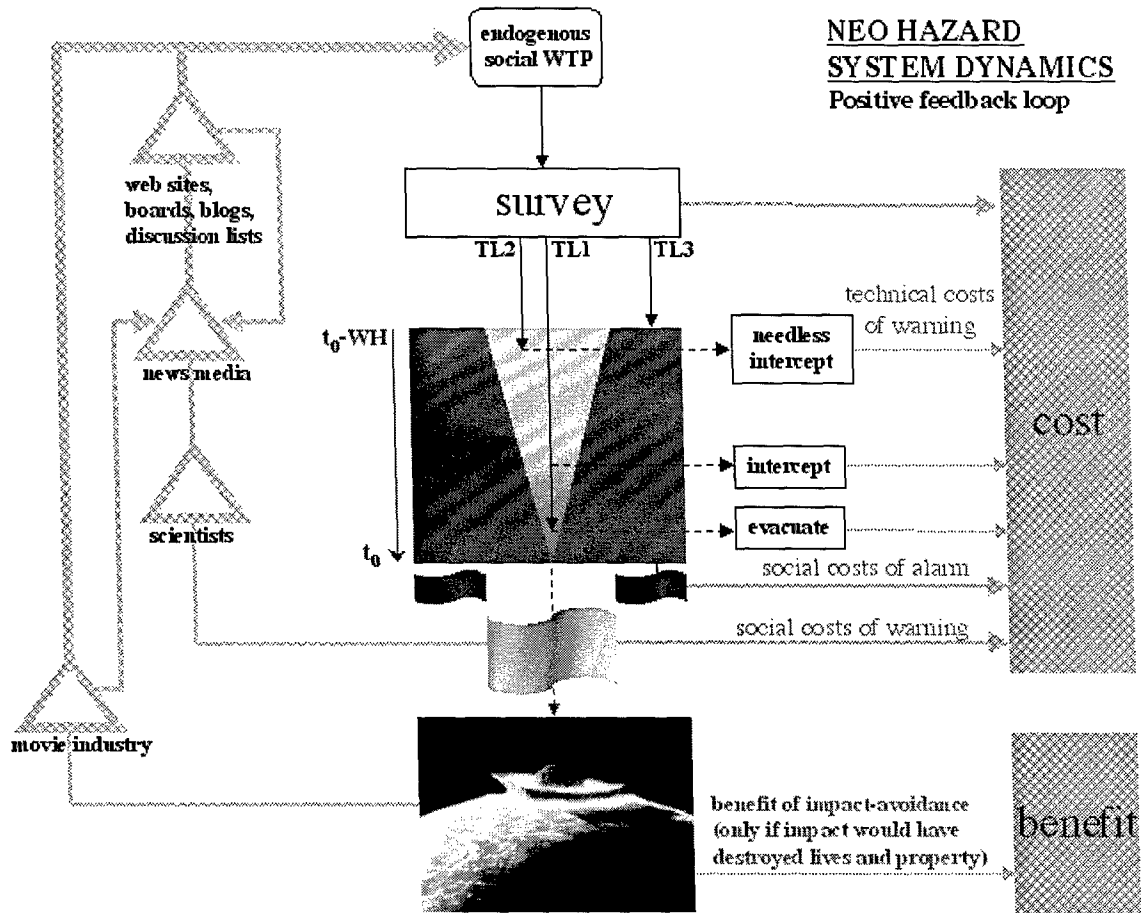 NEO HAZARD
SYSTEM DYNAMICS
Positive feedback loop
endogenous
social WTP
survey
TL2
TL1
TL3
web sites,
boards, blogs,
discussion lists
news media
scientists
movie industry
t0-WH
t0
needless
intercept
intercept
evacuate
technical costs
of warning
social costs of alarm
social costs of warning
cost
benefit of impact-avoidance
(only if impact would have
destroyed lives and property)
benefit